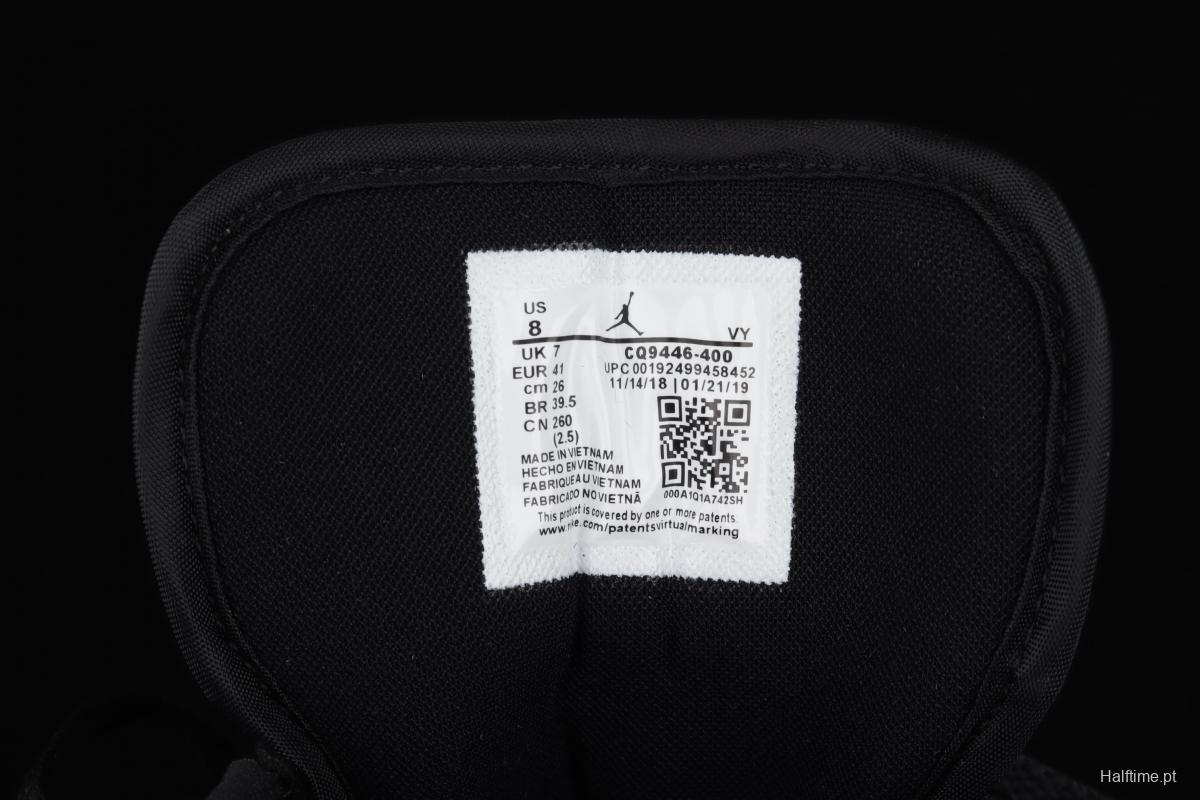 US
8
VY
UK 7
EUR 41
cm 26
BR 39.5
CN 260
(2.5)
CQ9446-400
UPC 00192499458452
11/14/18 | 01/21/19
MADE IN VIETNAM
HECHO EN VIETNAM
FABRIQUE AU VIETNAM
FABRICADO NO VIETNÃ
000A1Q1A742SH
This product is covered by one or more patents.
www.nike.com/patentsvirtualmarking
Halftime.pt